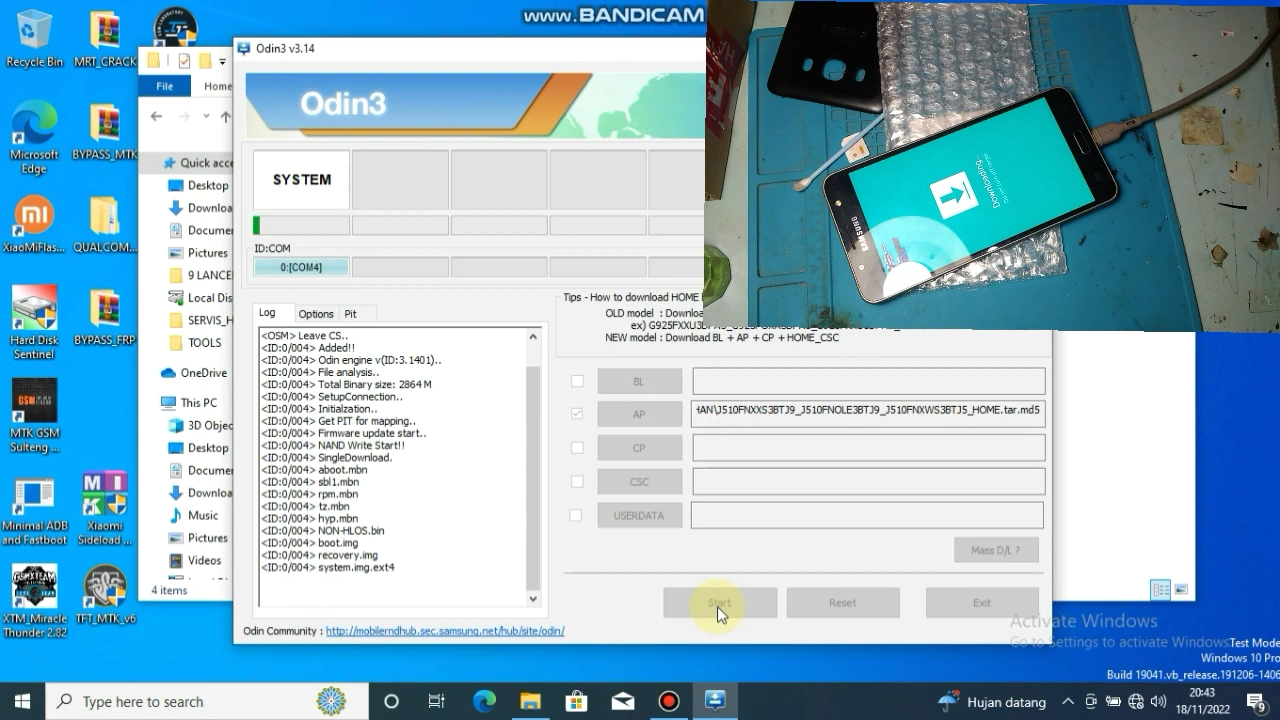 www.BANDICAM
Recycle Bin
MRT_CRACK
Microsoft
Edge
BYPASS_MTK
XiaoMiFlas...
QUALCOM...
Hard Disk
Sentinel
BYPASS_FRP
MTK GSM
Sulteng ...
Minimal ADB
and Fastboot
Xiaomi
Sideload ...
XTM_Miracle
Thunder 2.82
TFT_MTK_v6
File
Home
Quick acce
Desktop
Downloa
Documer
Pictures
9 LANCE
Local Dis
SERVIS_H
TOOLS
OneDrive
This PC
3D Objec
Desktop
Documer
Downloa
Music
Pictures
Videos
4 items
Odin3 v3.14
Odin3
SYSTEM
ID:COM
0:[COM4]
Log
Options
Pit
<OSM> Leave CS..
<ID:0/004> Added!!
<ID:0/004> Odin engine v(ID:3.1401)..
<ID:0/004> File analysis..
<ID:0/004> Total Binary size: 2864 M
<ID:0/004> SetupConnection..
<ID:0/004> Initialzation..
<ID:0/004> Get PIT for mapping..
<ID:0/004> Firmware update start..
<ID:0/004> NAND Write Start!!
<ID:0/004> SingleDownload.
<ID:0/004> aboot.mbn
<ID:0/004> sbl1.mbn
<ID:0/004> rpm.mbn
<ID:0/004> tz.mbn
<ID:0/004> hyp.mbn
<ID:0/004> NON-HLOS.bin
<ID:0/004> boot.img
<ID:0/004> recovery.img
<ID:0/004> system.img.ext4
Tips - How to download HOME
OLD model : Downloa
NEW model : Download BL + AP + CP + HOME_CSC
BL
AP
HAN\J510FNXXS3BTJ9_J510FNOLE3BTJ9_J510FNXWS3BTJ5_HOME.tar.md5
CP
CSC
USERDATA
Mass D/L ?
Start
Reset
Exit
Odin Community : http://mobilerndhub.sec.samsung.net/hub/site/odin/
Downloading...
SAMSUNG
Activate Windows
Go to Settings to activate Windows.
Test Mode
Windows 10 Pro
Build 19041.vb_release.191206-1406
Type here to search
Hujan datang
20:43
18/11/2022
9